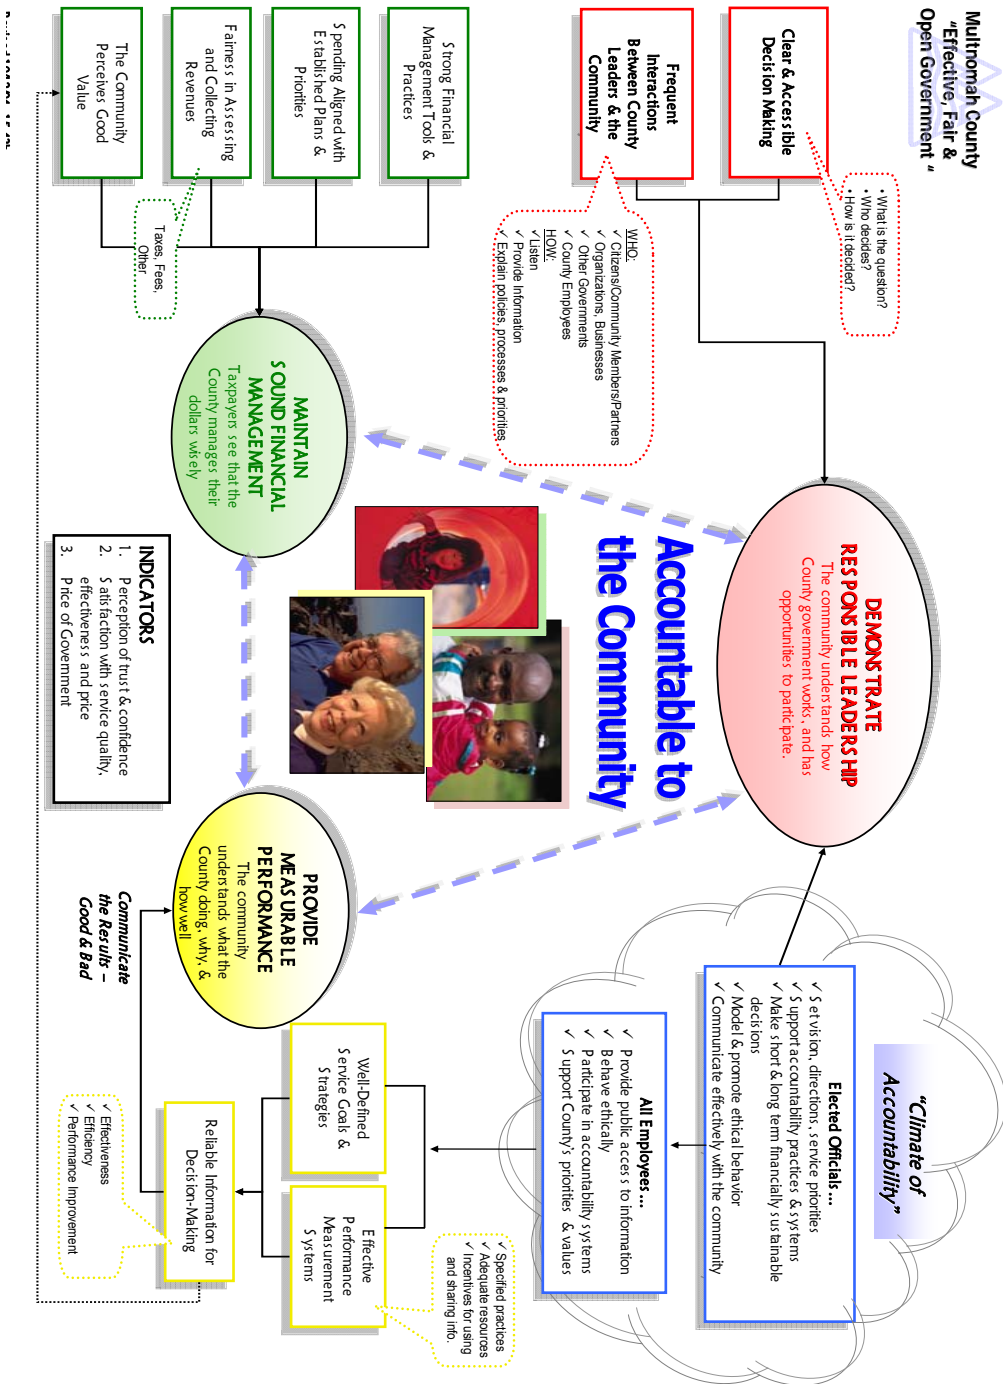 Multnomah County
"Effective, Fair &
Open Government "
Clear & Accessible
Decision Making
• What is the question?
• Who decides?
• How is it decided?
Frequent
Interactions
Between County
Leaders & the
Community
WHO:
✓ Citizens/Community Members/Partners
✓ Organizations, Businesses
✓ Other Governments
✓ County Employees
HOW:
✓ Listen
✓ Provide Information
✓ Explain policies, processes & priorities
Strong Financial
Management Tools &
Practices
Spending Aligned with
Established Plans &
Priorities
Fairness in Assessing
and Collecting
Revenues
Taxes, Fees,
Other
The Community
Perceives Good
Value
DEMONSTRATE
RESPONSIBLE LEADERSHIP
The community understands how
County government works, and has
opportunities to participate.
Accountable to
the Community
MAINTAIN
SOUND FINANCIAL
MANAGEMENT
Taxpayers see that the
County manages their
dollars wisely
INDICATORS
1. Perception of trust & confidence
2. Satisfaction with service quality,
effectiveness and price
3. Price of Government
PROVIDE
MEASURABLE
PERFORMANCE
The community
understands what the
County doing, why, &
how well
Communicate
the Results –
Good & Bad
"Climate of
Accountability"
Elected Officials ...
✓ Set vision, directions, service priorities
✓ Support accountability practices & systems
✓ Make short & long term financially sustainable
decisions
✓ Model & promote ethical behavior
✓ Communicate effectively with the community
All Employees ...
✓ Provide public access to information
✓ Behave ethically
✓ Participate in accountability systems
✓ Support County's priorities & values
Well-Defined
Service Goals &
Strategies
Effective
Performance
Measurement
Systems
✓ Specified practices
✓ Adequate resources
✓ Incentives for using
and sharing info.
Reliable Information for
Decision-Making
✓ Effectiveness
✓ Efficiency
✓ Performance Improvement